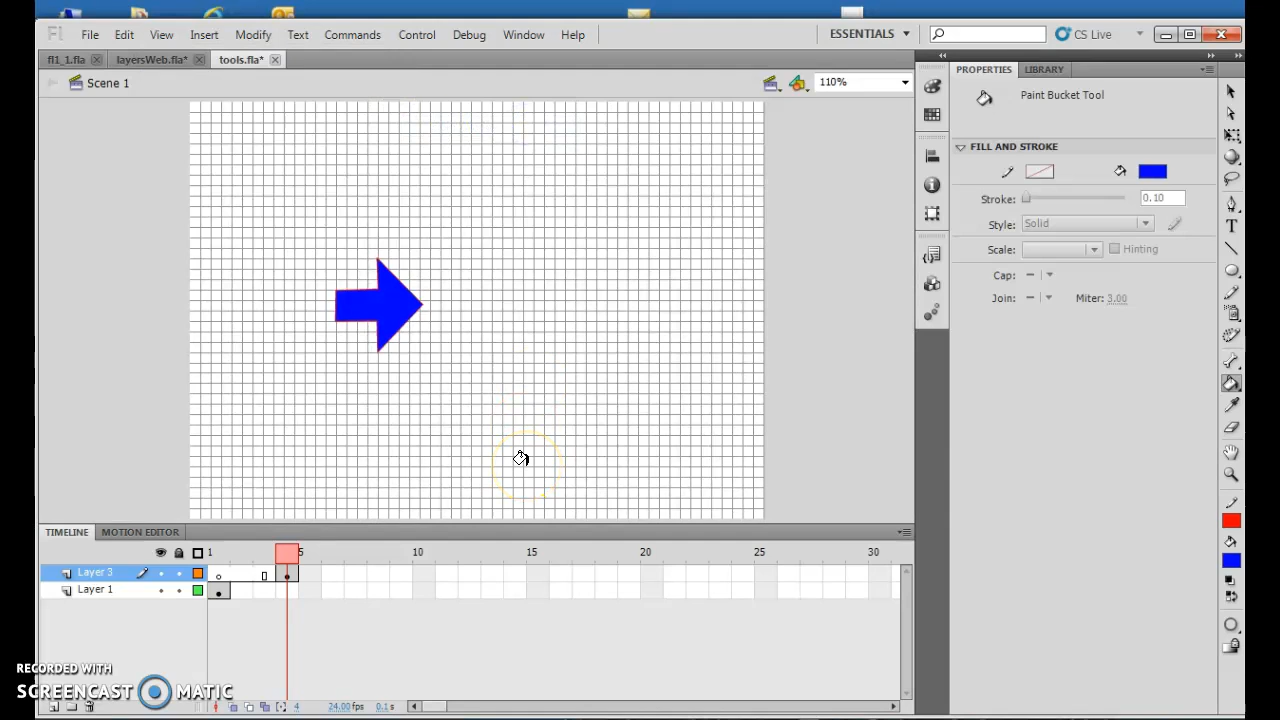 Fl File Edit View Insert Modify Text Commands Control Debug Window Help ESSENTIALS CS Live
fl1_1.fla layersWeb.fla* tools.fla*
Scene 1 110%
PROPERTIES LIBRARY
Paint Bucket Tool
FILL AND STROKE
Stroke: 0.10
Style: Solid
Scale: Hinting
Cap:
Join: Miter: 3.00
TIMELINE MOTION EDITOR
1 5 10 15 20 25 30
Layer 3
Layer 1
4 24.00fps 0.1s
RECORDED WITH
SCREENCAST MATIC